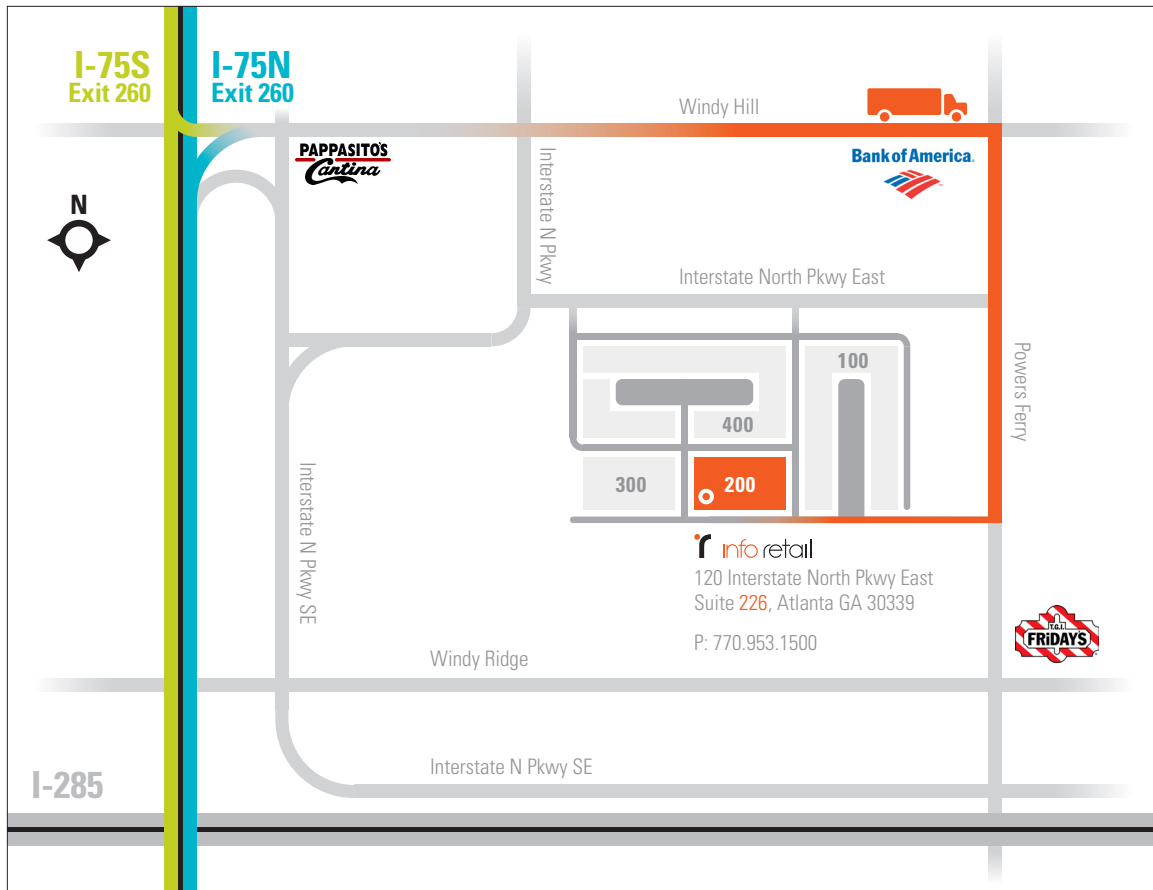 I-75S
Exit 260
I-75N
Exit 260
Windy Hill
PAPPASITO'S
Cantina
Bank of America
N
Interstate N Pkwy
Interstate North Pkwy East
Powers Ferry
100
400
300
200
Interstate N Pkwy SE
info retail
120 Interstate North Pkwy East
Suite 226, Atlanta GA 30339
P: 770.953.1500
T.G.I.
FRiDAY'S
Windy Ridge
Interstate N Pkwy SE
I-285